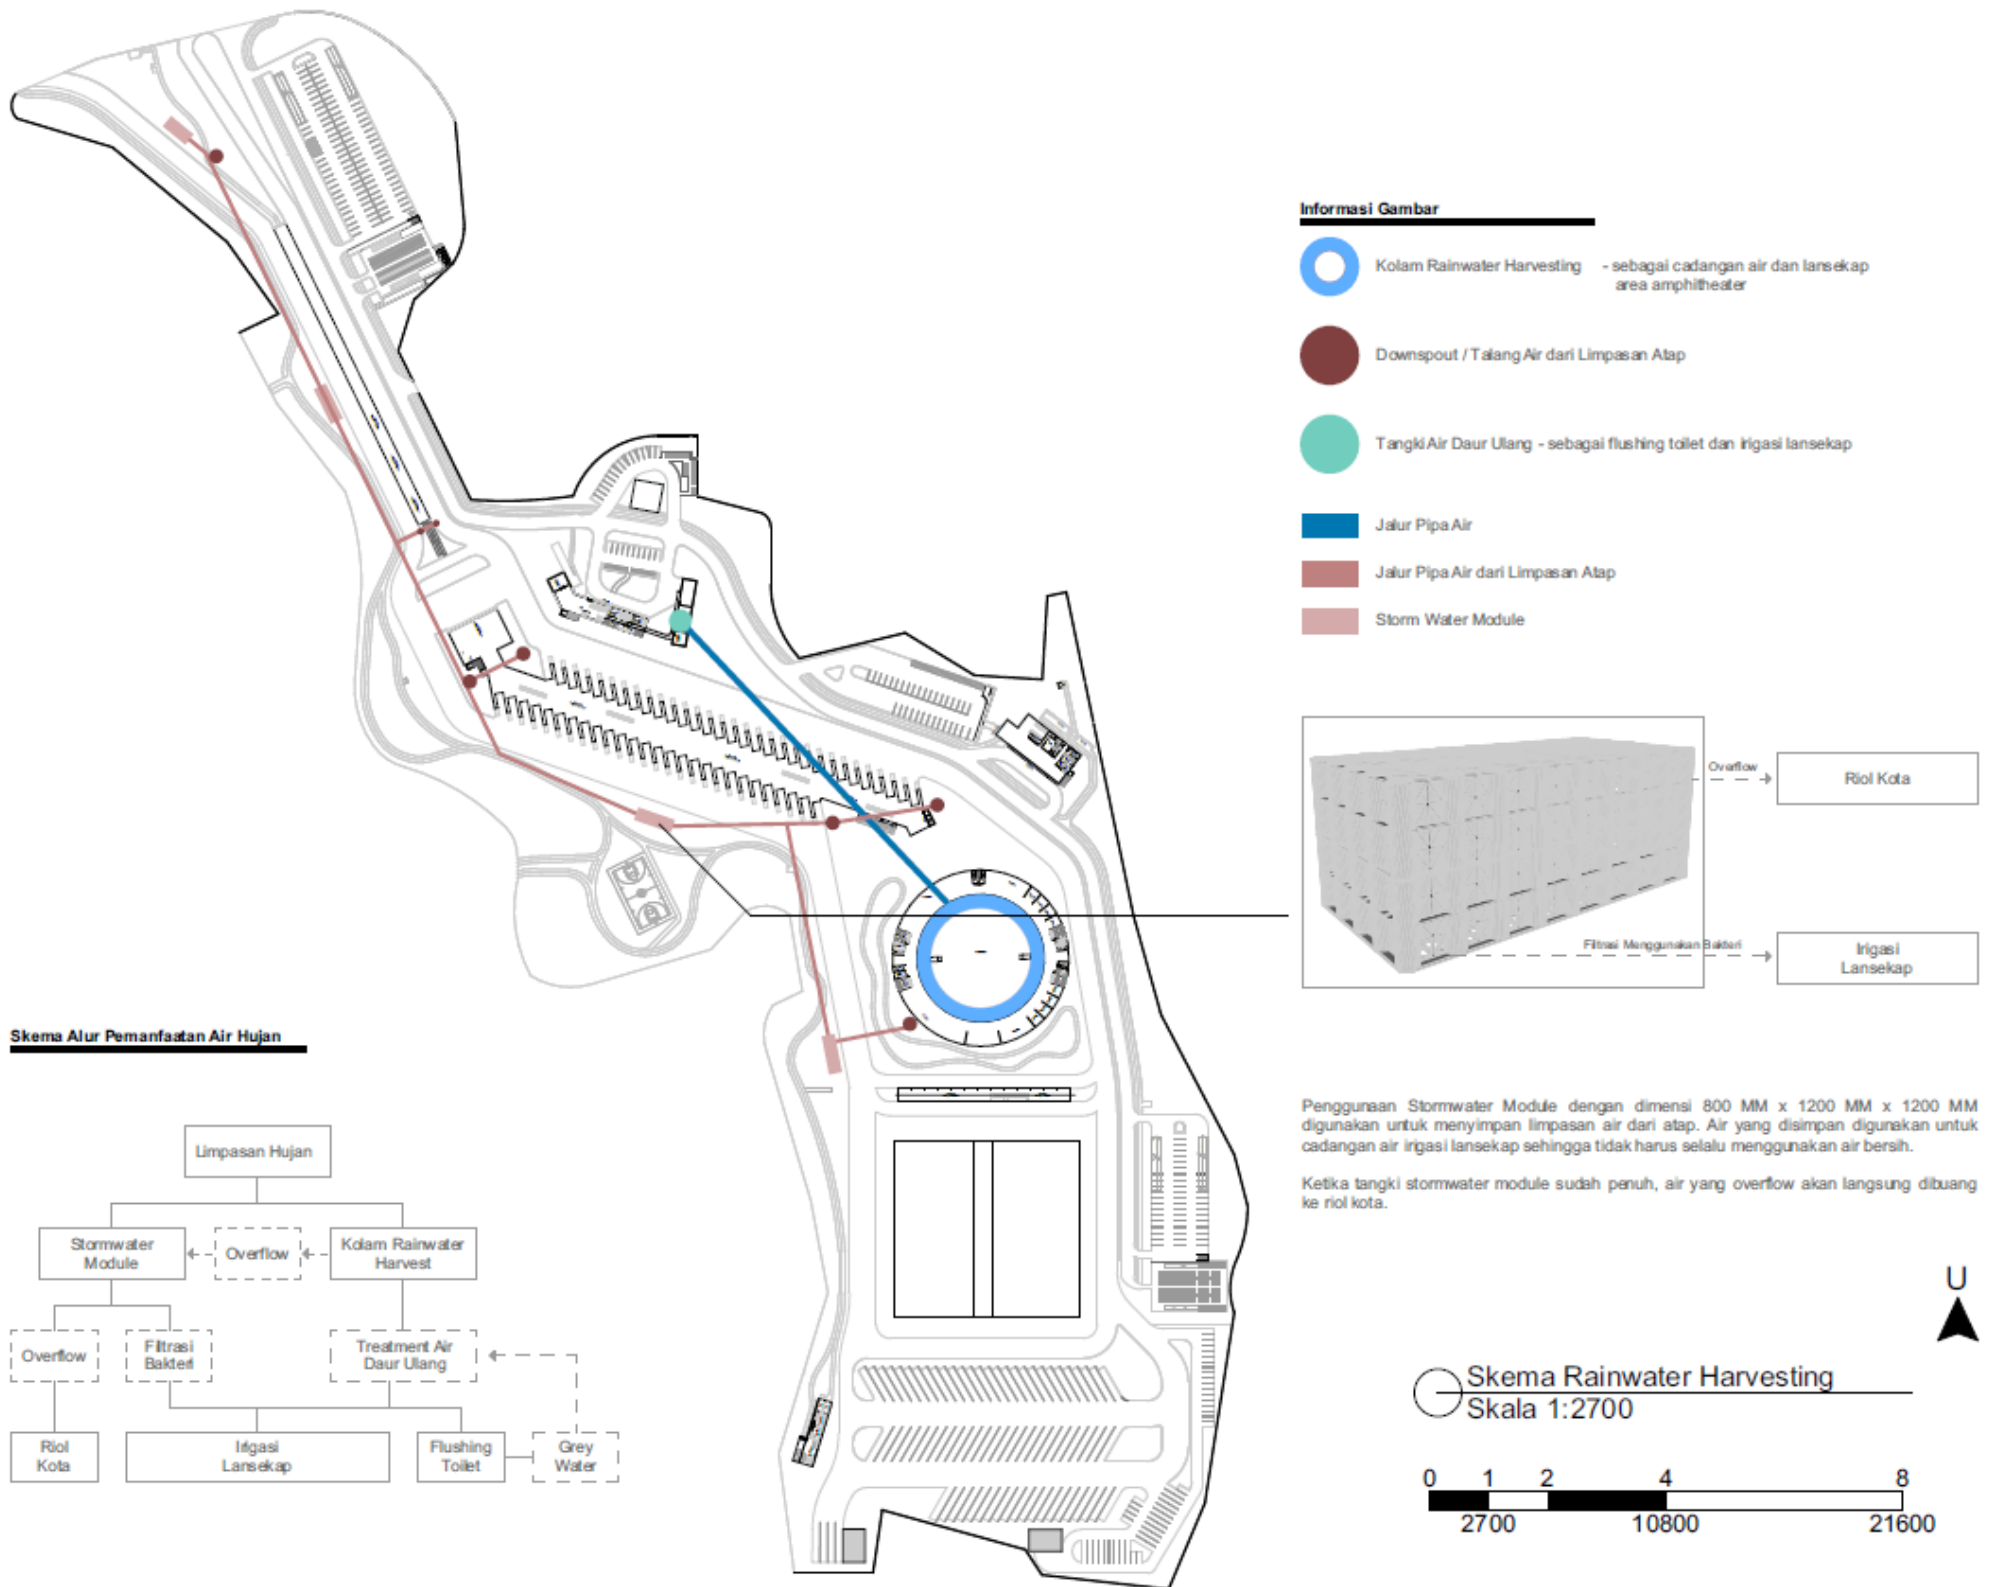 Informasi Gambar
Kolam Rainwater Harvesting - sebagai cadangan air dan lansekap
area amphitheater
Downspout / Talang Air dari Limpasan Atap
Tangki Air Daur Ulang - sebagai flushing toilet dan irigasi lansekap
Jalur Pipa Air
Jalur Pipa Air dari Limpasan Atap
Storm Water Module
Overflow
Riol Kota
Filtrasi Menggunakan Bakteri
Irigasi
Lansekap
Penggunaan Stormwater Module dengan dimensi 800 MM x 1200 MM x 1200 MM
digunakan untuk menyimpan limpasan air dari atap. Air yang disimpan digunakan untuk
cadangan air irigasi lansekap sehingga tidak harus selalu menggunakan air bersih.
Ketika tangki stormwater module sudah penuh, air yang overflow akan langsung dibuang
ke riol kota.
Skema Alur Pemanfaatan Air Hujan
Limpasan Hujan
Stormwater
Module
Overflow
Kolam Rainwater
Harvest
Overflow
Filtrasi
Bakteri
Treatment Air
Daur Ulang
Riol
Kota
Irigasi
Lansekap
Flushing
Toilet
Grey
Water
U
Skema Rainwater Harvesting
Skala 1:2700
0 1 2 4 8
2700 10800 21600